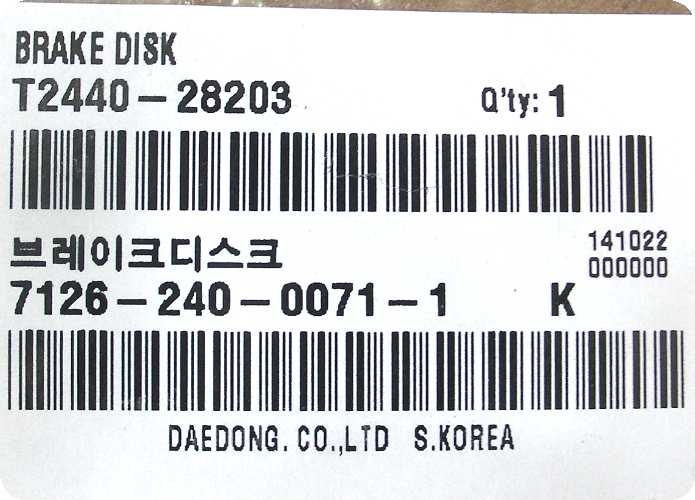 BRAKE DISK
T2440-28203 Q'ty: 1
브레이크디스크 141022
000000
7126-240-0071-1 K
DAEDONG. CO.,LTD S.KOREA